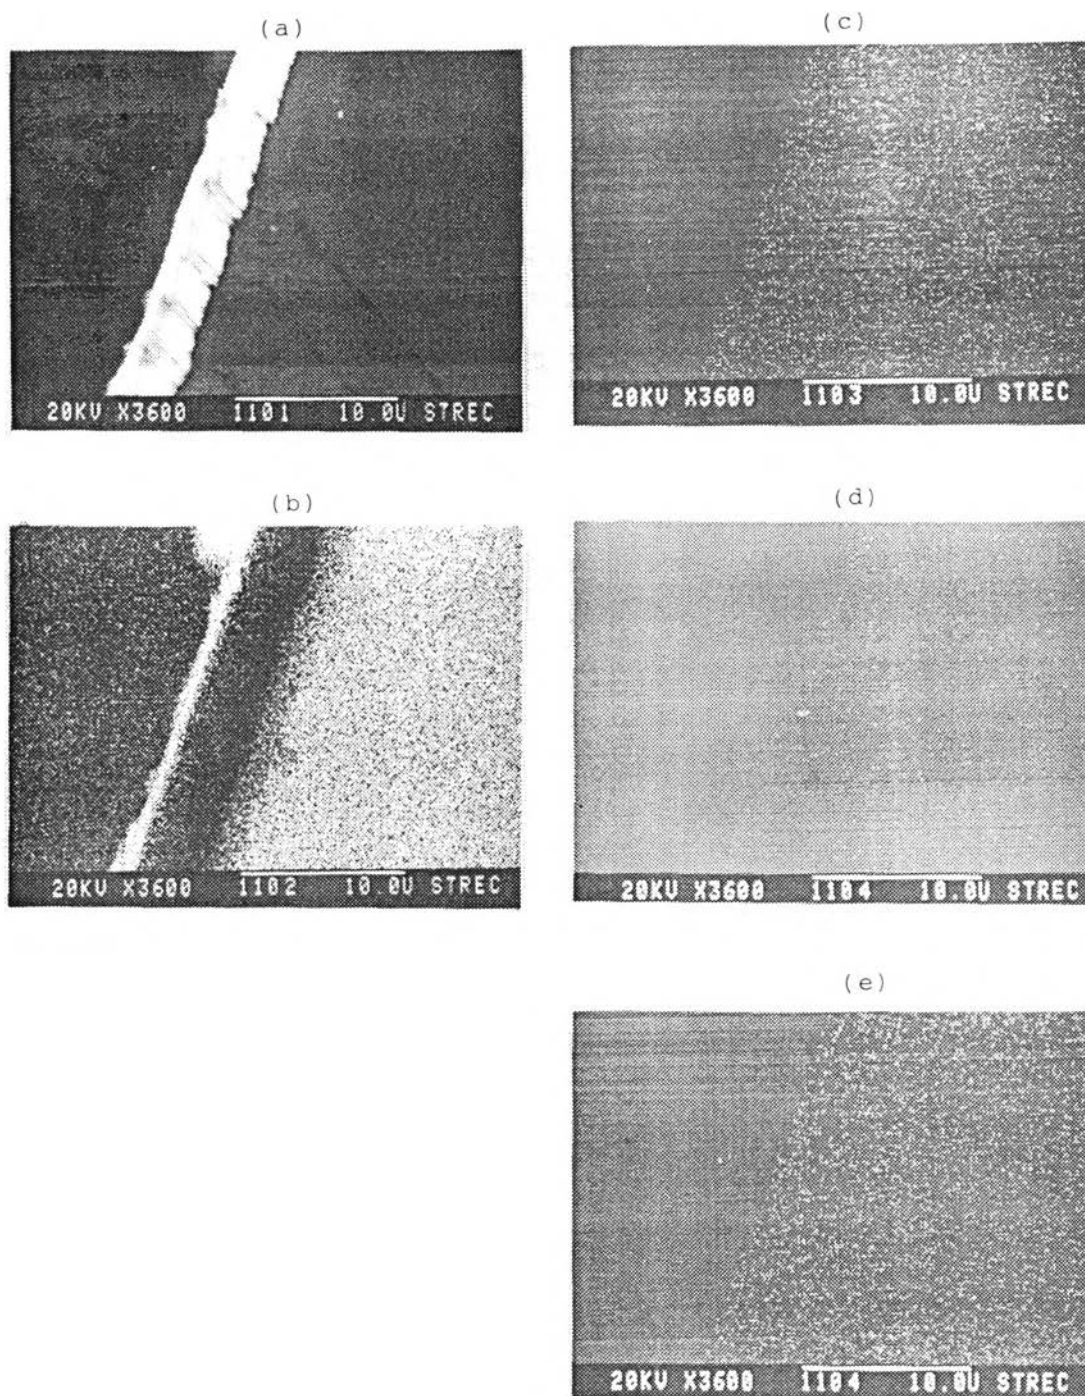 (a)
20KV X3600 1101 10.0U STREC
(b)
20KV X3600 1102 10.0U STREC
(c)
20KV X3600 1103 10.0U STREC
(d)
20KV X3600 1104 10.0U STREC
(e)
20KV X3600 1104 10.0U STREC